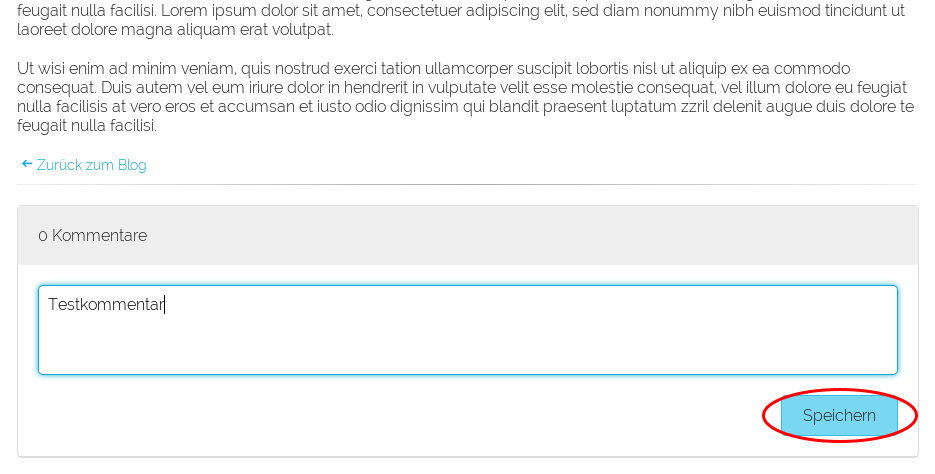 feugait nulla facilisi. Lorem ipsum dolor sit amet, consectetuer adipiscing elit, sed diam nonummy nibh euismod tincidunt ut
laoreet dolore magna aliquam erat volutpat.
Ut wisi enim ad minim veniam, quis nostrud exerci tation ullamcorper suscipit lobortis nisl ut aliquip ex ea commodo
consequat. Duis autem vel eum iriure dolor in hendrerit in vulputate velit esse molestie consequat, vel illum dolore eu feugiat
nulla facilisis at vero eros et accumsan et iusto odio dignissim qui blandit praesent luptatum zzril delenit augue duis dolore te
feugait nulla facilisi.
← Zurück zum Blog
0 Kommentare
Testkommentar
Speichern